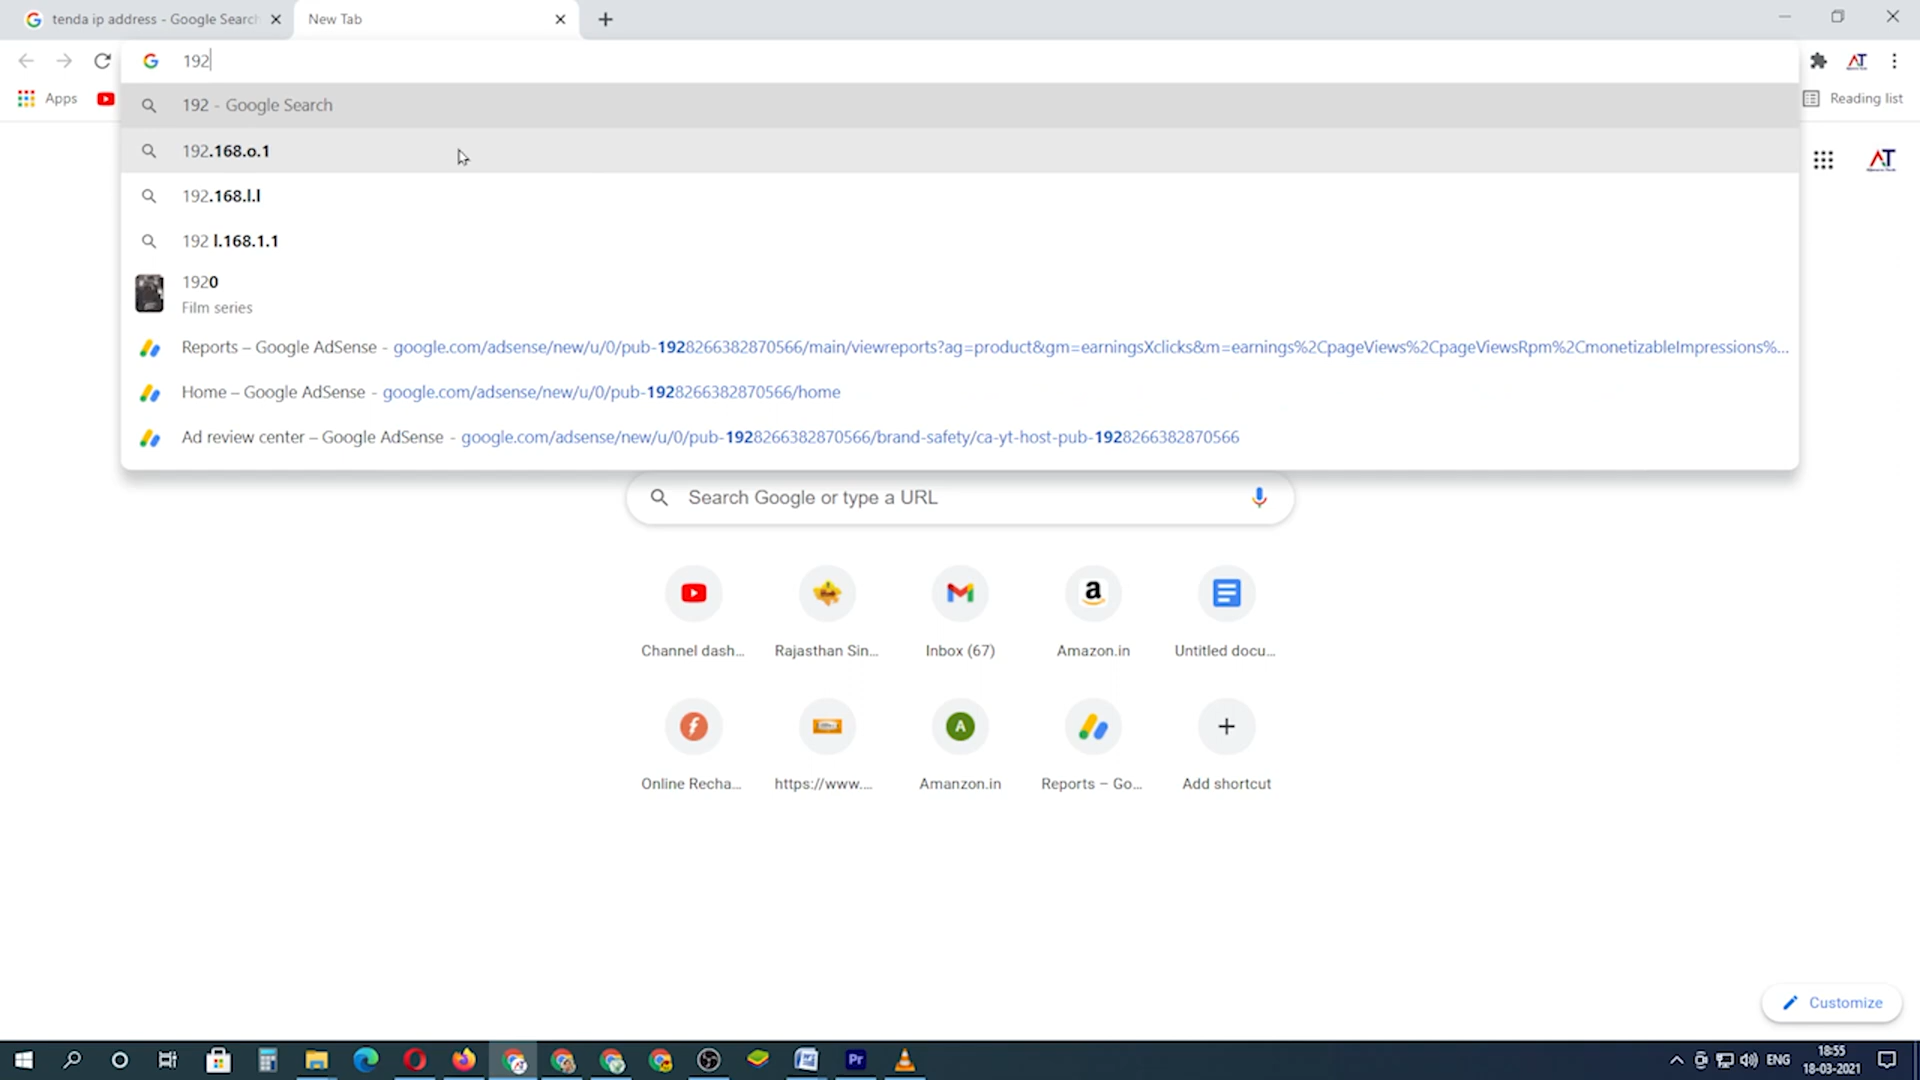 tenda ip address - Google Search
New Tab
192
Apps
Reading list
192 - Google Search
192.168.o.1
192.168.l.l
192 l.168.1.1
1920
Film series
Reports – Google AdSense - google.com/adsense/new/u/0/pub-1928266382870566/main/viewreports?ag=product&gm=earningsXclicks&m=earnings%2CpageViews%2CpageViewsRpm%2CmonetizableImpressions%...
Home – Google AdSense - google.com/adsense/new/u/0/pub-1928266382870566/home
Ad review center – Google AdSense - google.com/adsense/new/u/0/pub-1928266382870566/brand-safety/ca-yt-host-pub-1928266382870566
AT
Search Google or type a URL
Channel dash... Rajasthan Sin... Inbox (67) Amazon.in Untitled docu...
Online Recha... https://www.... Amanzon.in Reports – Go... Add shortcut
Customize
Pr
ENG
18:55
18-03-2021